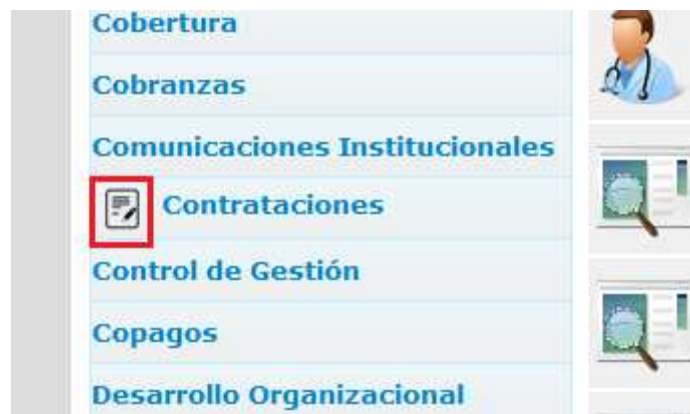 Cobertura
Cobranzas
Comunicaciones Institucionales
Contrataciones
Control de Gestión
Copagos
Desarrollo Organizacional